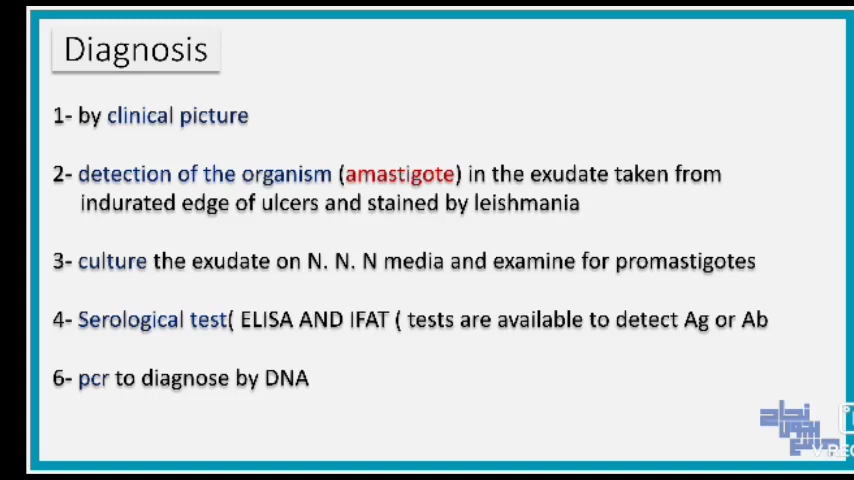 Diagnosis
1- by clinical picture
2- detection of the organism (amastigote) in the exudate taken from
indurated edge of ulcers and stained by leishmania
3- culture the exudate on N. N. N media and examine for promastigotes
4- Serological test( ELISA AND IFAT ( tests are available to detect Ag or Ab
6- pcr to diagnose by DNA